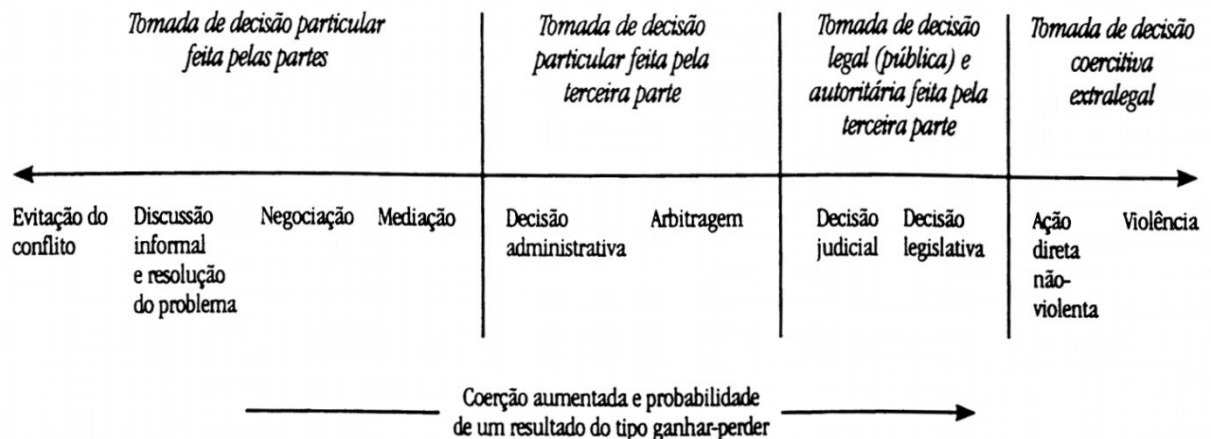 Tomada de decisão particular
feita pelas partes
Tomada de decisão
particular feita pela
terceira parte
Tomada de decisão
legal (pública) e
autoritária feita pela
terceira parte
Tomada de decisão
coercitiva
extralegal
Evitação do
conflito
Discussão
informal
e resolução
do problema
Negociação
Mediação
Decisão
administrativa
Arbitragem
Decisão
judicial
Decisão
legislativa
Ação
direta
não-
violenta
Violência
Coerção aumentada e probabilidade
de um resultado do tipo ganhar-perder